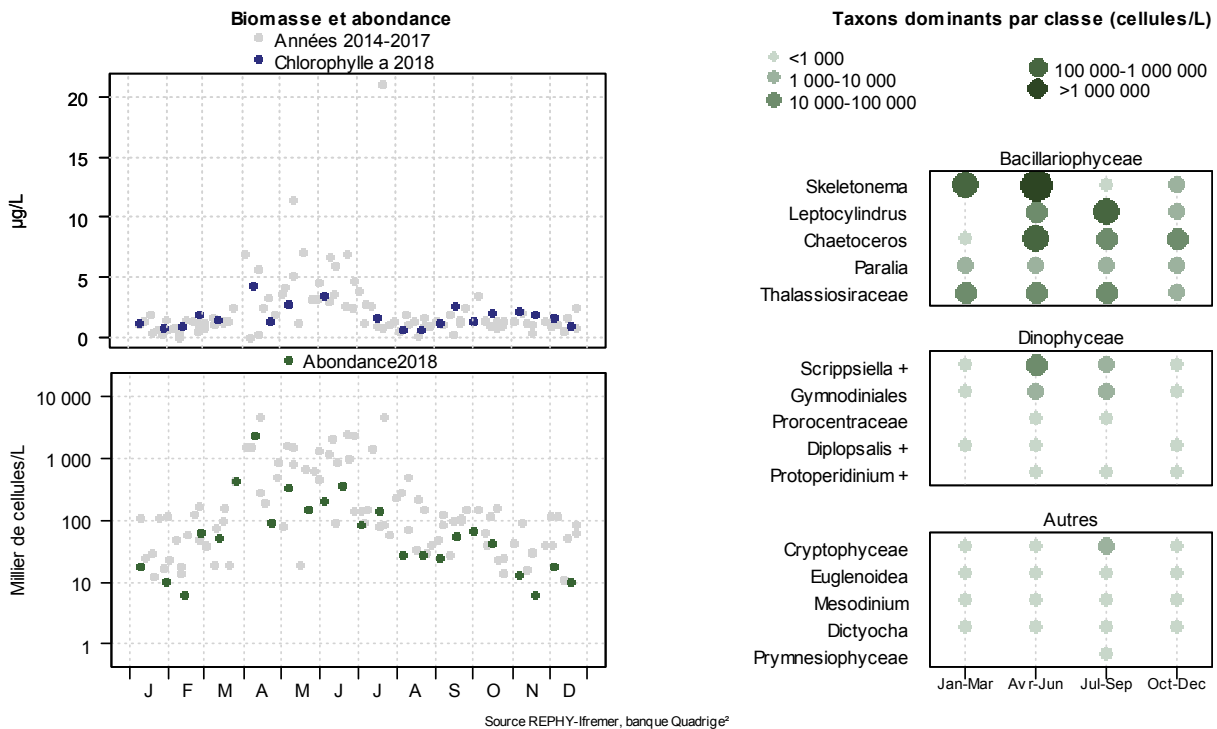 Biomasse et abondance
Années 2014-2017
Chlorophylle a 2018
µg/L
20
15
10
5
0
Abondance2018
Millier de cellules/L
10 000
1 000
100
10
1
J F M A M J J A S O N D
Taxons dominants par classe (cellules/L)
<1 000
1 000-10 000
10 000-100 000
100 000-1 000 000
>1 000 000
Bacillariophyceae
Skeletonema
Leptocylindrus
Chaetoceros
Paralia
Thalassiosiraceae
Dinophyceae
Scrippsiella +
Gymnodiniales
Prorocentraceae
Diplopsalis +
Protoperidinium +
Autres
Cryptophyceae
Euglenoidea
Mesodinium
Dictyocha
Prymnesiophyceae
Jan-Mar Avr-Jun Jul-Sep Oct-Dec
Source REPHY-Ifremer, banque Quadrige²